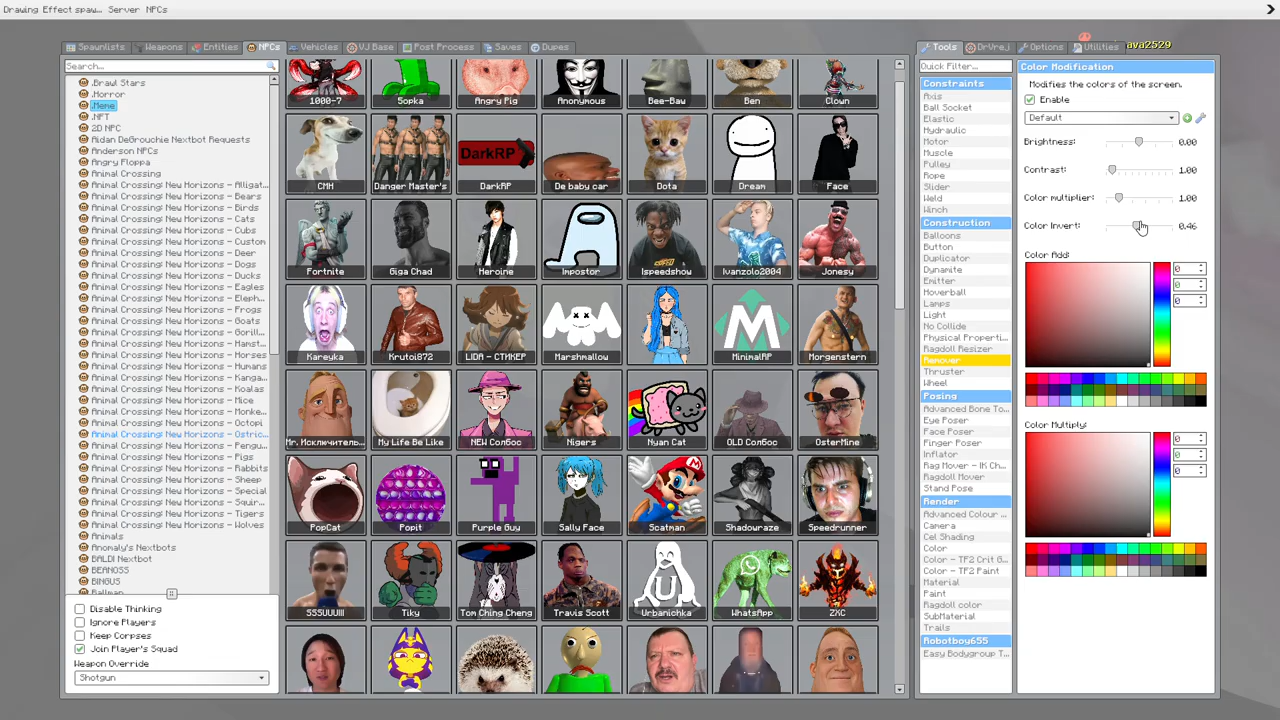 Drawing Effect spaw... Server NPCs
Spawnlists Weapons Entities NPCs Vehicles VJ Base Post Process Saves Dupes
Search...
.Brawl Stars
.Horror
.Meme
.NFT
2D NPC
Aidan DeGrouchie Nextbot Requests
Anderson NPCs
Angry Floppa
Animal Crossing
Animal Crossing: New Horizons - Alligat...
Animal Crossing: New Horizons - Bears
Animal Crossing: New Horizons - Birds
Animal Crossing: New Horizons - Cats
Animal Crossing: New Horizons - Cubs
Animal Crossing: New Horizons - Custom
Animal Crossing: New Horizons - Deer
Animal Crossing: New Horizons - Dogs
Animal Crossing: New Horizons - Ducks
Animal Crossing: New Horizons - Eagles
Animal Crossing: New Horizons - Eleph...
Animal Crossing: New Horizons - Frogs
Animal Crossing: New Horizons - Goats
Animal Crossing: New Horizons - Gorill...
Animal Crossing: New Horizons - Hamst...
Animal Crossing: New Horizons - Horses
Animal Crossing: New Horizons - Humans
Animal Crossing: New Horizons - Kanga...
Animal Crossing: New Horizons - Koalas
Animal Crossing: New Horizons - Mice
Animal Crossing: New Horizons - Monke...
Animal Crossing: New Horizons - Octopi
Animal Crossing: New Horizons - Ostric...
Animal Crossing: New Horizons - Pengu...
Animal Crossing: New Horizons - Pigs
Animal Crossing: New Horizons - Rabbits
Animal Crossing: New Horizons - Sheep
Animal Crossing: New Horizons - Special
Animal Crossing: New Horizons - Squir...
Animal Crossing: New Horizons - Tigers
Animal Crossing: New Horizons - Wolves
Animals
Anomaly's Nextbots
BALDI Nextbot
BEANOSS
BINGUS
Disable Thinking
Ignore Players
Keep Corpses
Join Player's Squad
Weapon Override
Shotgun
1000-7 5opka Angry Pig Anonymous Bee-Baw Ben Clown
CMH Danger Master's DarkRP De baby car Dota Dream Face
DarkRP
Fortnite Giga Chad Heroine Impostor Ispeedshow Ivanzolo2004 Jonesy
Kareyka Krutoi872 LIDA - СТИКЕР Marshmallow MinimalRP Morgenstern
Mr. Исключитель... My Life Be Like NEW Солбос Nigers Nyan Cat OLD Солбос OsterMine
PopCat Popit Purple Guy Sally Face Scatman Shadowraze Speedrunner
SSSUUUIII Tiky Tom Ching Cheng Travis Scott Urbanichka WhatsApp ZXC
Tools DrVre.i Options Utilities
ava2529
Quick Filter...
Constraints
Axis
Ball Socket
Elastic
Hydraulic
Motor
Muscle
Pulley
Rope
Slider
Weld
Winch
Construction
Balloons
Button
Duplicator
Dynamite
Emitter
Hoverball
Lamps
Light
No Collide
Physical Properti...
Ragdoll Resizer
Remover
Thruster
Wheel
Posing
Advanced Bone To...
Eye Poser
Face Poser
Finger Poser
Inflator
Rag Mover - IK Ch...
Ragdoll Mover
Stand Pose
Render
Advanced Colour ...
Camera
Cel Shading
Color
Color - TF2 Crit G...
Color - TF2 Paint
Material
Paint
Ragdoll color
SubMaterial
Trails
Robotboy655
Easy Bodygroup T...
Color Modification
Modifies the colors of the screen.
Enable
Default
Brightness: 0.00
Contrast: 1.00
Color multiplier: 1.00
Color Invert: 0.46
Color Add:
0
0
0
Color Multiply:
0
0
0